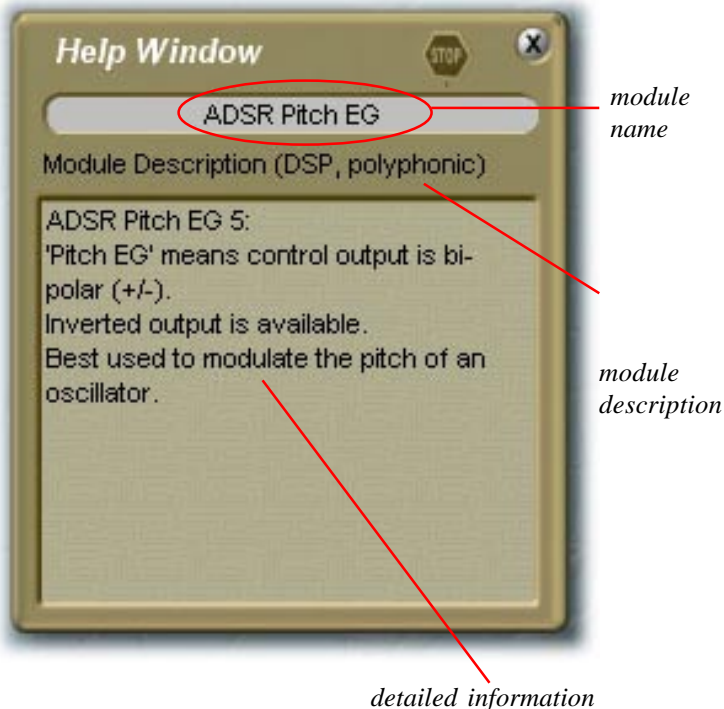 Help Window
STOP
X
ADSR Pitch EG
module
name
Module Description (DSP, polyphonic)
ADSR Pitch EG 5:
'Pitch EG' means control output is bi-
polar (+/-).
Inverted output is available.
Best used to modulate the pitch of an
oscillator.
module
description
detailed information